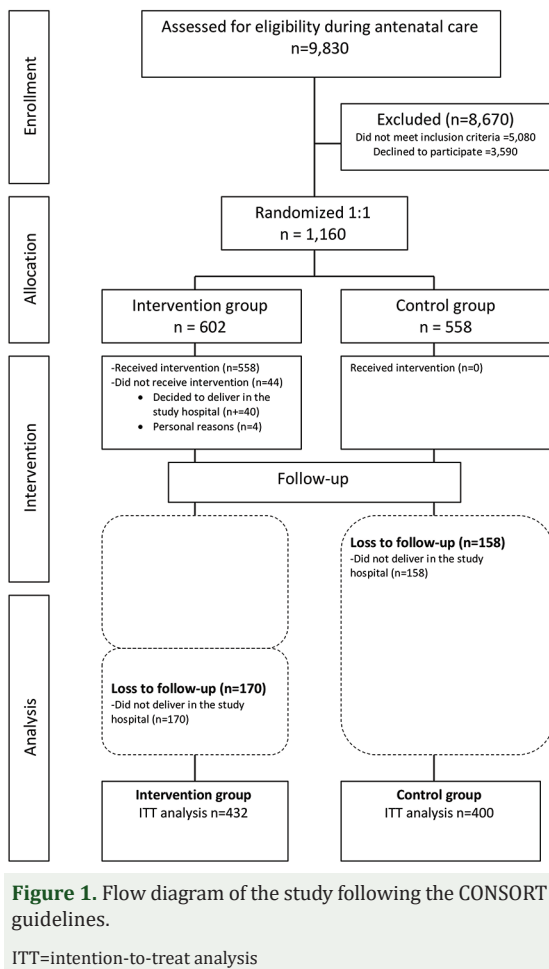 Enrollment
Assessed for eligibility during antenatal care
n=9,830
Excluded (n=8,670)
Did not meet inclusion criteria =5,080
Declined to participate =3,590
Allocation
Randomized 1:1
n = 1,160
Intervention group
n = 602
Control group
n = 558
Intervention
-Received intervention (n=558)
-Did not receive intervention (n=44)
• Decided to deliver in the
study hospital (n+=40)
• Personal reasons (n=4)
Received intervention (n=0)
Follow-up
Loss to follow-up (n=158)
-Did not deliver in the study
hospital (n=158)
Analysis
Loss to follow-up (n=170)
-Did not deliver in the study
hospital (n=170)
Intervention group
ITT analysis n=432
Control group
ITT analysis n=400
Figure 1. Flow diagram of the study following the CONSORT
guidelines.
ITT=intention-to-treat analysis